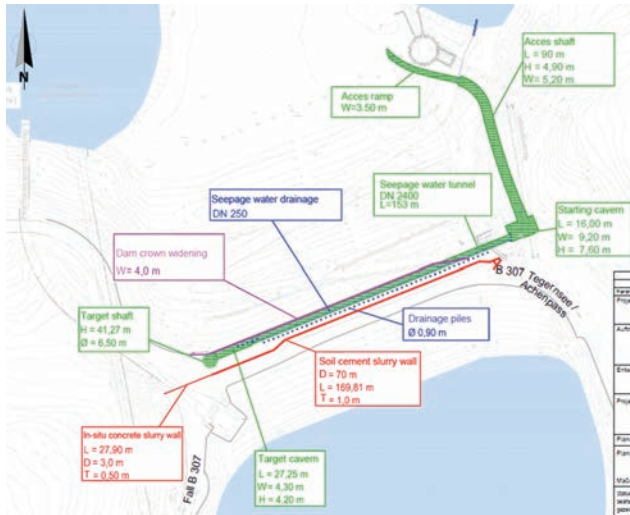 N
Acces shaft
L = 90 m
H = 4,90 m
W = 5,20 m
Acces ramp
W=3.50 m
Seepage water drainage
DN 250
Seepage water tunnel
DN 2400
L=153 m
Starting cavern
L = 16,00 m
W= 9,20 m
H = 7,60 m
Dam crown widening
W= 4,0 m
B 307 Tegernsee /
Achenpass
Target shaft
H = 41,27 m
Ø = 6,50 m
Drainage piles
Ø 0,90 m
Soil cement slurry wall
D = 70 m
L = 169,81 m
T = 1,0 m
In-situ concrete slurry wall
L = 27,90 m
D = 3,0 m
T = 0,50 m
Target cavern
L = 27,25 m
W = 4,30 m
H = 4.20 m
Fall B 307